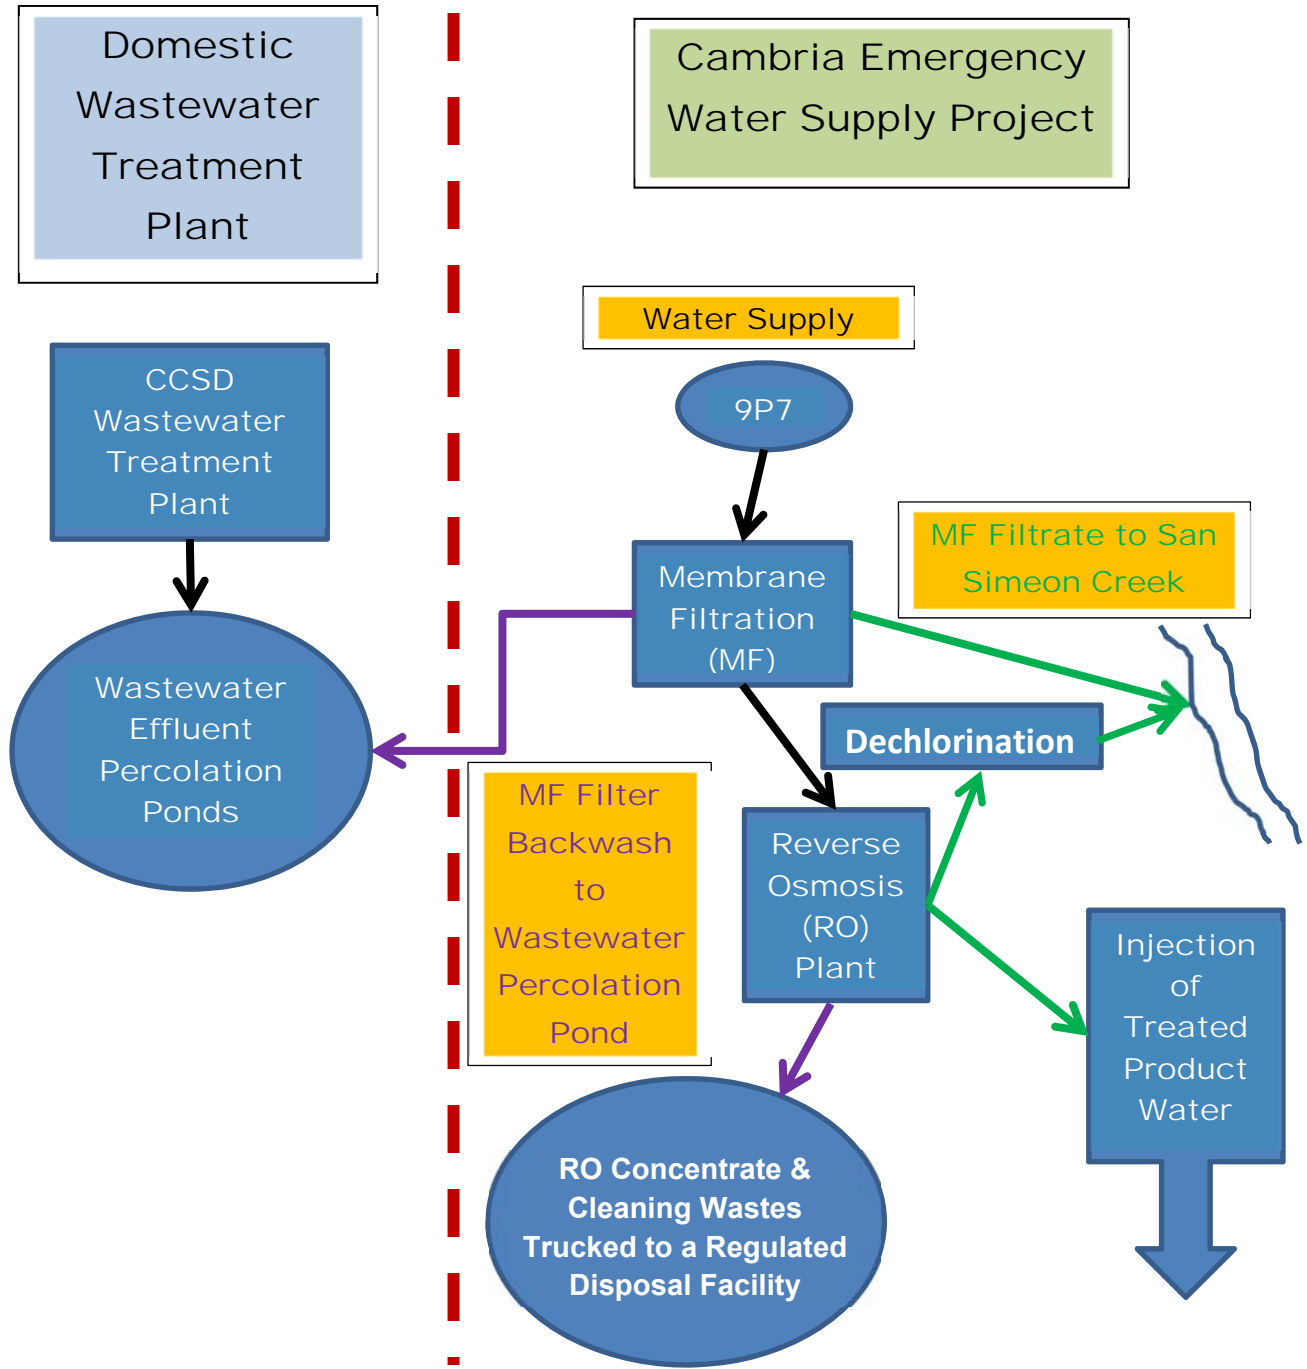 Domestic
Wastewater
Treatment
Plant
Cambria Emergency
Water Supply Project
Water Supply
CCSD
Wastewater
Treatment
Plant
9P7
MF Filtrate to San
Simeon Creek
Membrane
Filtration
(MF)
Wastewater
Effluent
Percolation
Ponds
Dechlorination
MF Filter
Backwash
to
Wastewater
Percolation
Pond
Reverse
Osmosis
(RO)
Plant
Injection
of
Treated
Product
Water
RO Concentrate &
Cleaning Wastes
Trucked to a Regulated
Disposal Facility